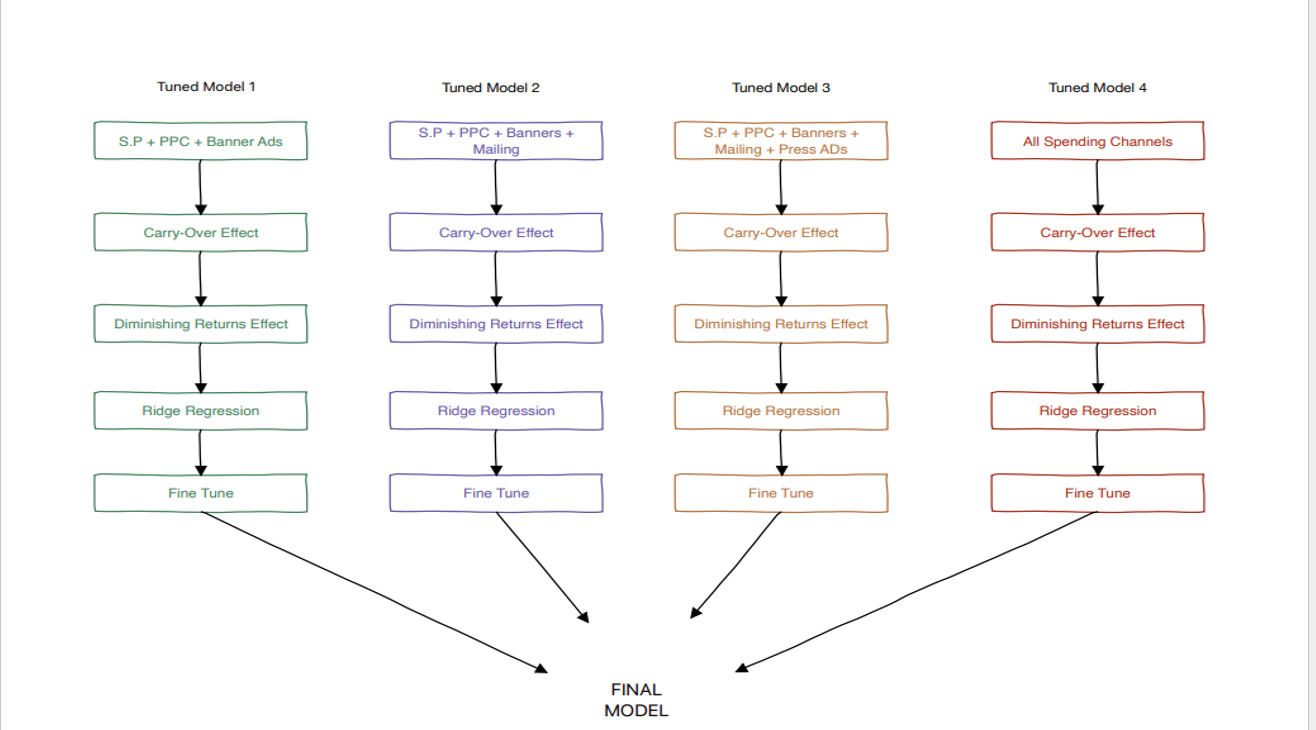 Tuned Model 1
Tuned Model 2
Tuned Model 3
Tuned Model 4
S.P + PPC + Banner Ads
S.P + PPC + Banners +
Mailing
S.P + PPC + Banners +
Mailing + Press ADs
All Spending Channels
Carry-Over Effect
Carry-Over Effect
Carry-Over Effect
Carry-Over Effect
Diminishing Returns Effect
Diminishing Returns Effect
Diminishing Returns Effect
Diminishing Returns Effect
Ridge Regression
Ridge Regression
Ridge Regression
Ridge Regression
Fine Tune
Fine Tune
Fine Tune
Fine Tune
FINAL
MODEL